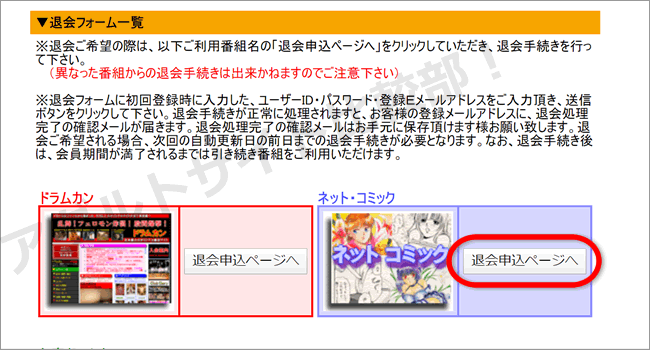 ▼退会フォーム一覧
※退会ご希望の際は、以下ご利用番組名の「退会申込ページへ」をクリックしていただき、退会手続きを行っ
て下さい。
（異なった番組からの退会手続きは出来かねますのでご注意下さい）
※退会フォームに初回登録時に入力した、ユーザーID・パスワード・登録Eメールアドレスをご入力頂き、送信
ボタンをクリックして下さい。退会手続きが正常に処理されますと、お客様の登録メールアドレスに、退会処理
完了の確認メールが届きます。退会処理完了の確認メールはお手元に保存頂けます様お願い致します。退
会ご希望される場合、次回の自動更新日の前日までの退会手続きが必要となります。なお、退会手続き後
は、会員期間が満了されるまでは引き続き番組をご利用いただけます。
ドラムカン
ネット・コミック
ドラムカン
退会申込ページへ
ネット コミック
退会申込ページへ